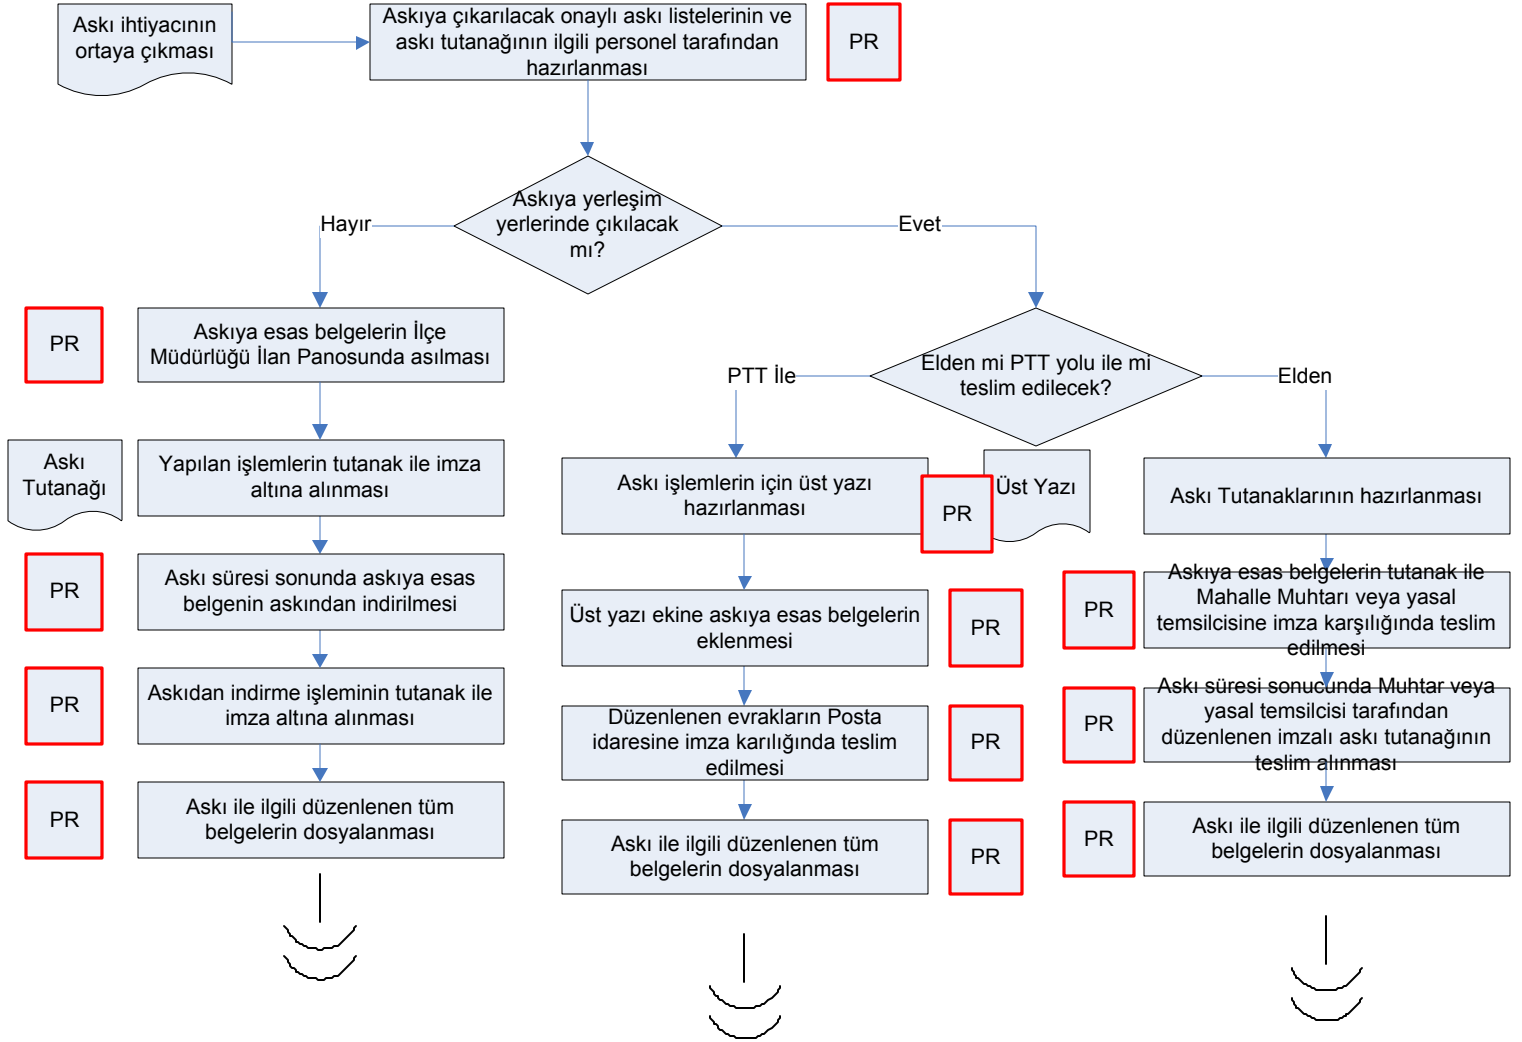 Askı ihtiyacının
ortaya çıkması
Askıya çıkarılacak onaylı askı listelerinin ve
askı tutanağının ilgili personel tarafından
hazırlanması
PR
Askıya yerleşim
yerlerinde çıkılacak
mı?
Hayır
Evet
PR
Askıya esas belgelerin İlçe
Müdürlüğü İlan Panosunda asılması
Askı
Tutanağı
Yapılan işlemlerin tutanak ile imza
altına alınması
PR
Askı süresi sonunda askıya esas
belgenin askından indirilmesi
PR
Askıdan indirme işleminin tutanak ile
imza altına alınması
PR
Askı ile ilgili düzenlenen tüm
belgelerin dosyalanması
Elden mi PTT yolu ile mi
teslim edilecek?
PTT İle
Elden
Askı işlemlerin için üst yazı
hazırlanması
PR
Üst Yazı
Üst yazı ekine askıya esas belgelerin
eklenmesi
PR
Düzenlenen evrakların Posta
idaresine imza karılığında teslim
edilmesi
PR
Askı ile ilgili düzenlenen tüm
belgelerin dosyalanması
PR
Askı Tutanaklarının hazırlanması
PR
Askıya esas belgelerin tutanak ile
Mahalle Muhtarı veya yasal
temsilcisine imza karşılığında teslim
edilmesi
PR
Askı süresi sonucunda Muhtar veya
yasal temsilcisi tarafından
düzenlenen imzalı askı tutanağının
teslim alınması
PR
Askı ile ilgili düzenlenen tüm
belgelerin dosyalanması